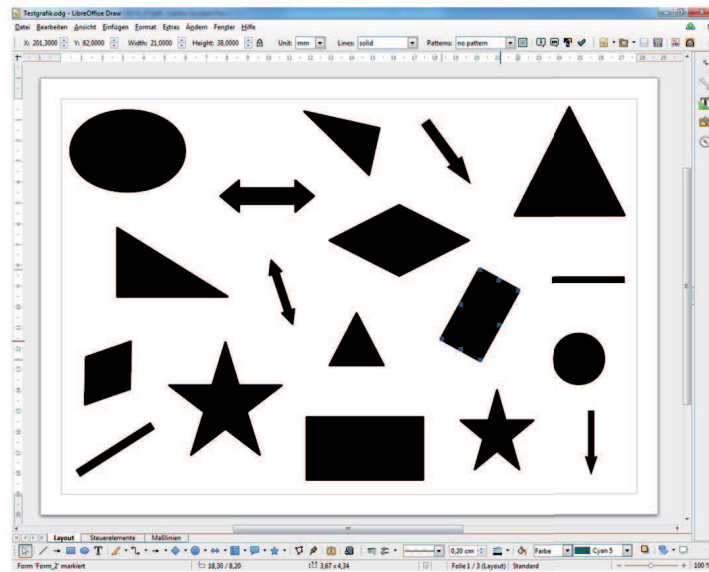 Testgrafik.odg - LibreOffice Draw
Datei Bearbeiten Ansicht Einfügen Format Extras Ändern Fenster Hilfe
X: 201,3000 Y: 82,0000 Width: 21,0000 Height: 38,0000 Unit: mm Lines: solid Patterns: no pattern
Layout Steuerelemente Maßlinien
T 0,20 cm Farbe Cyan 5
Form 'Form_2' markiert 18,30 / 8,20 3,67 x 4,34 Folie 1 / 3 (Layout) Standard 100 %